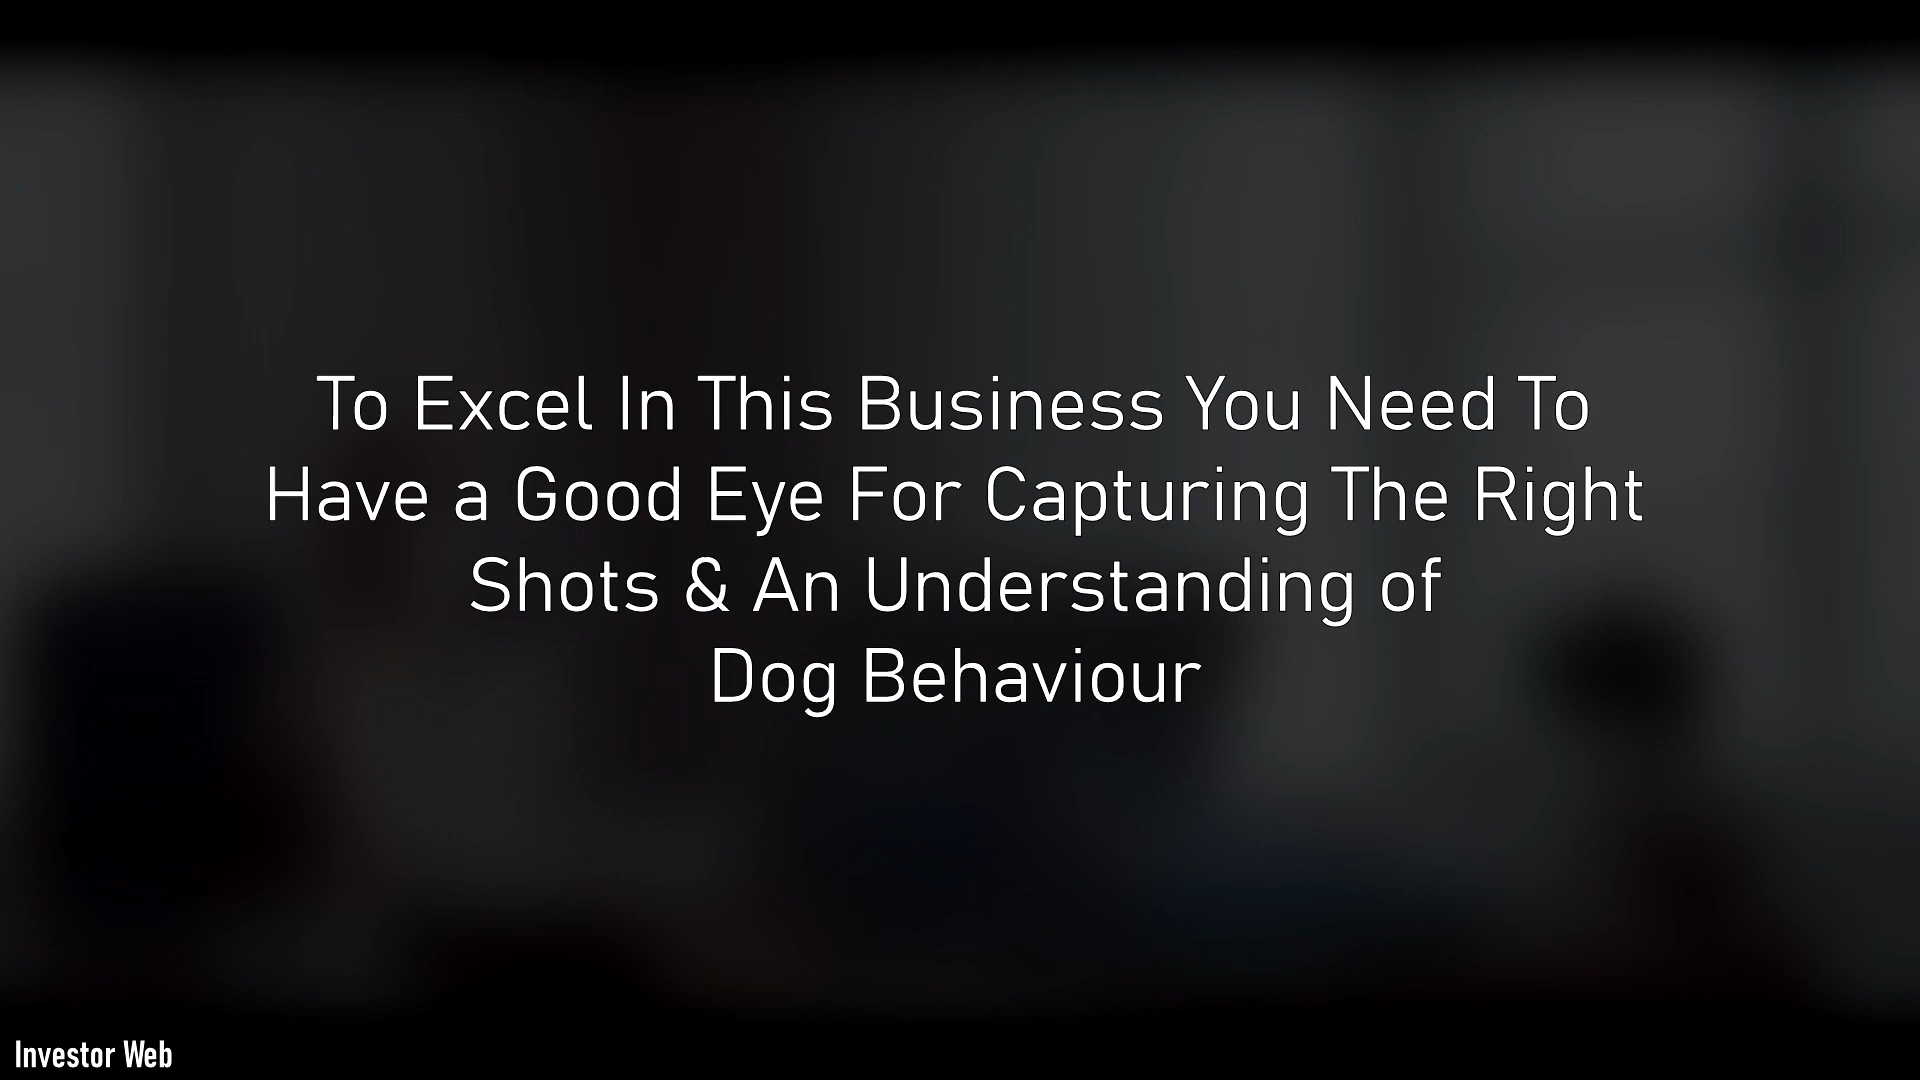 To Excel In This Business You Need To
Have a Good Eye For Capturing The Right
Shots & An Understanding of
Dog Behaviour
Investor Web